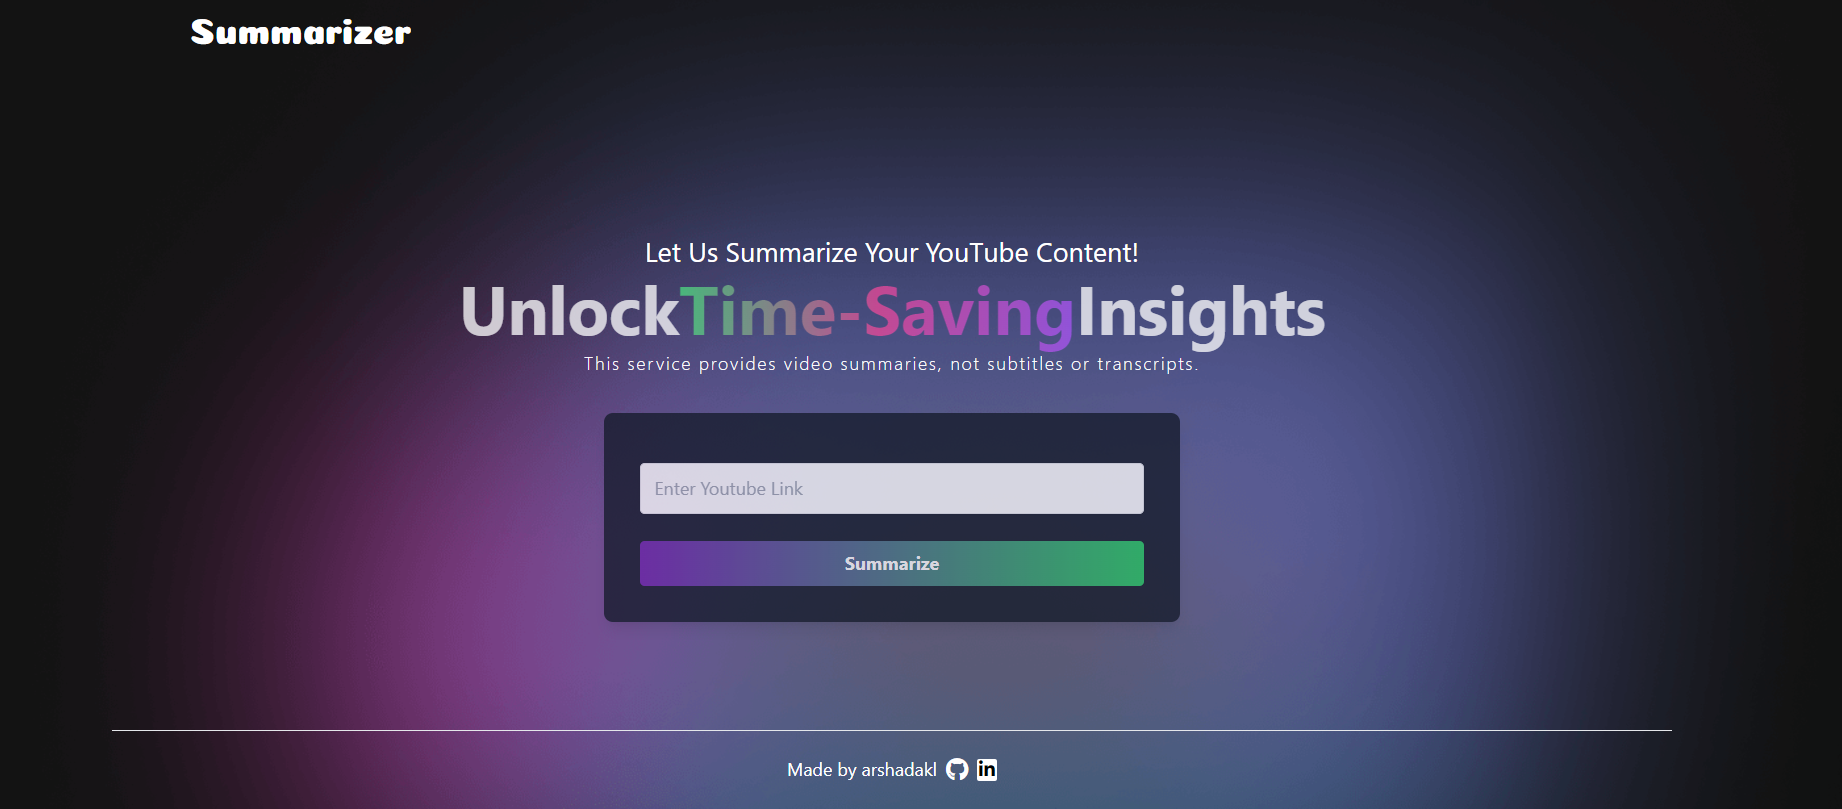 Summarizer
Let Us Summarize Your YouTube Content!
UnlockTime-SavingInsights
This service provides video summaries, not subtitles or transcripts.
Enter Youtube Link
Summarize
Made by arshadakl in